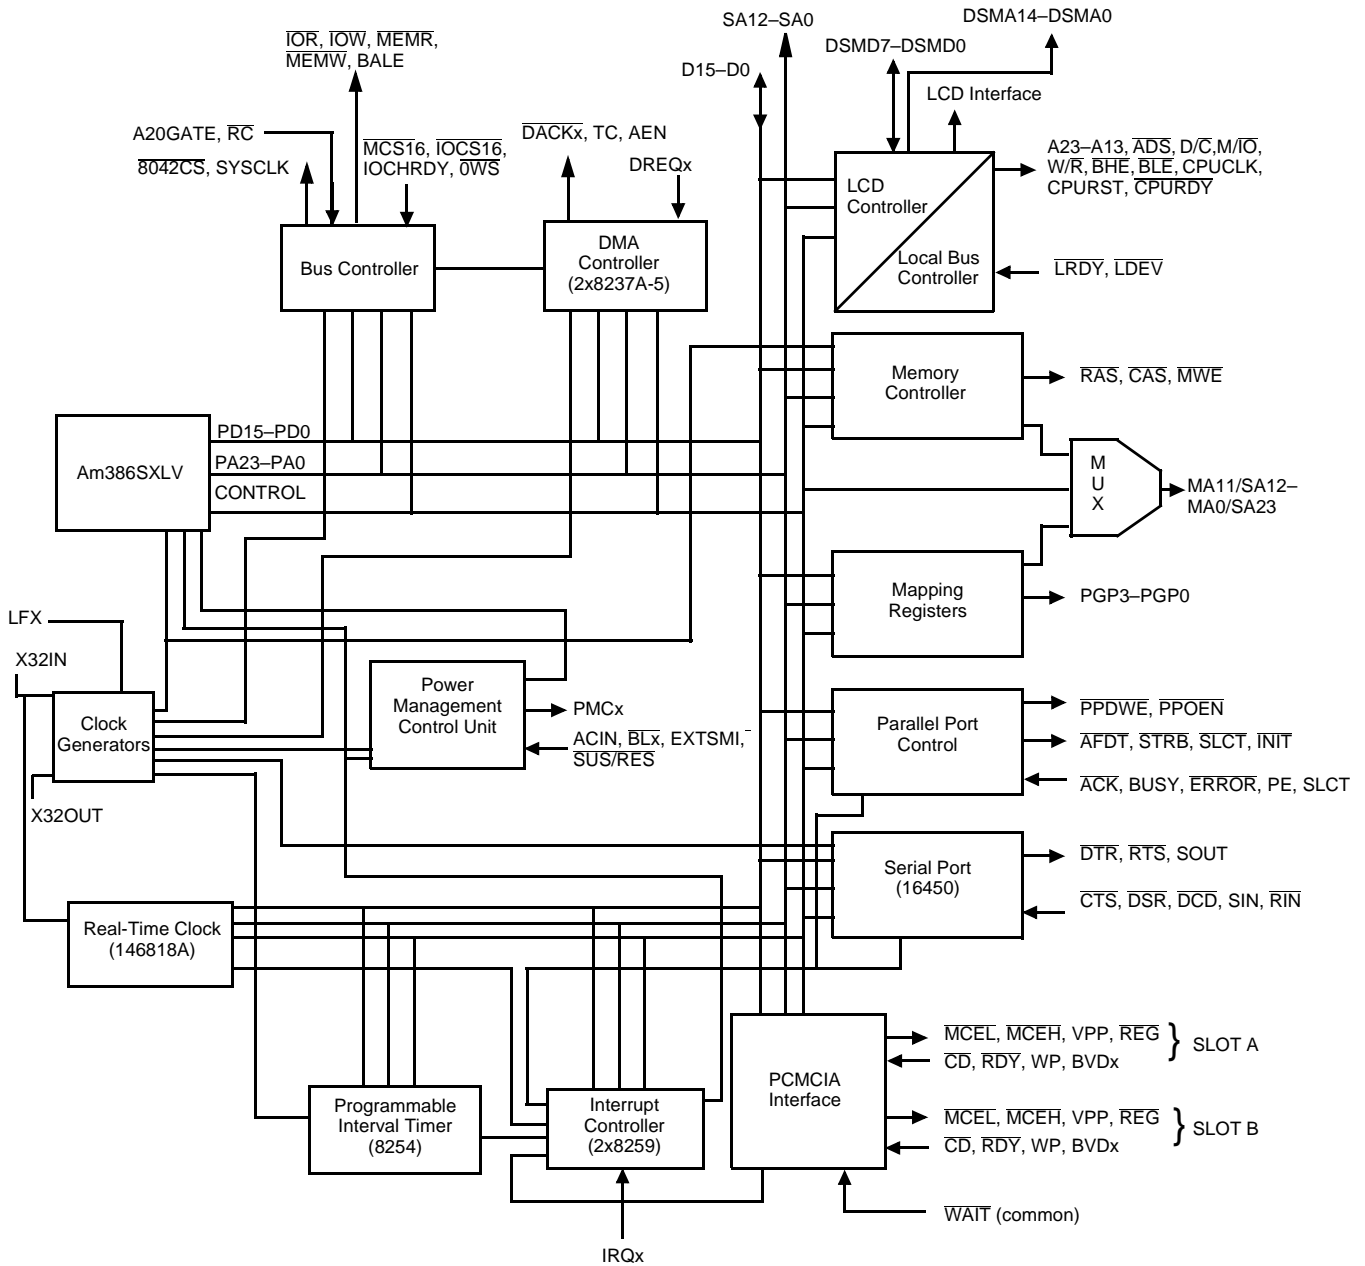 SA12–SA0
DSMA14–DSMA0
DSMD7–DSMD0
D15–D0
LCD Interface
IOR, IOW, MEMR,
MEMW, BALE
A20GATE, RC
8042CS, SYSCLK
MCS16, IOCS16,
IOCHRDY, 0WS
DACKx, TC, AEN
DREQx
A23–A13, ADS, D/C,M/IO,
W/R, BHE, BLE, CPUCLK,
CPURST, CPURDY
LCD
Controller
Local Bus
Controller
LRDY, LDEV
Bus Controller
DMA
Controller
(2x8237A-5)
Memory
Controller
RAS, CAS, MWE
Am386SXLV
PD15–PD0
PA23–PA0
CONTROL
M
U
X
MA11/SA12–
MA0/SA23
Mapping
Registers
PGP3–PGP0
LFX
X32IN
Clock
Generators
X32OUT
Power
Management
Control Unit
PMCx
ACIN, BLx, EXTSMI,
SUS/RES
Parallel Port
Control
PPDWE, PPOEN
AFDT, STRB, SLCT, INIT
ACK, BUSY, ERROR, PE, SLCT
Serial Port
(16450)
DTR, RTS, SOUT
CTS, DSR, DCD, SIN, RIN
Real-Time Clock
(146818A)
Programmable
Interval Timer
(8254)
Interrupt
Controller
(2x8259)
IRQx
PCMCIA
Interface
MCEL, MCEH, VPP, REG
CD, RDY, WP, BVDx
} SLOT A
MCEL, MCEH, VPP, REG
CD, RDY, WP, BVDx
} SLOT B
WAIT (common)